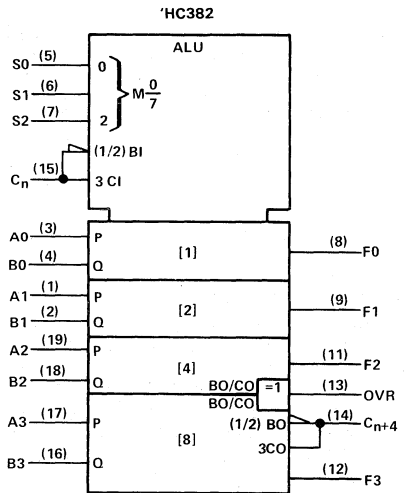 'HC382
ALU
S0 (5) 0
S1 (6) M 0/7
S2 (7) 2
(1/2) BI
Cn (15) 3 CI
A0 (3) P [1] (8) F0
B0 (4) Q
A1 (1) P [2] (9) F1
B1 (2) Q
A2 (19) P [4] (11) F2
B2 (18) Q BO/CO =1 (13) OVR
BO/CO
(1/2) BO (14) Cn+4
A3 (17) P [8] 3CO
B3 (16) Q (12) F3